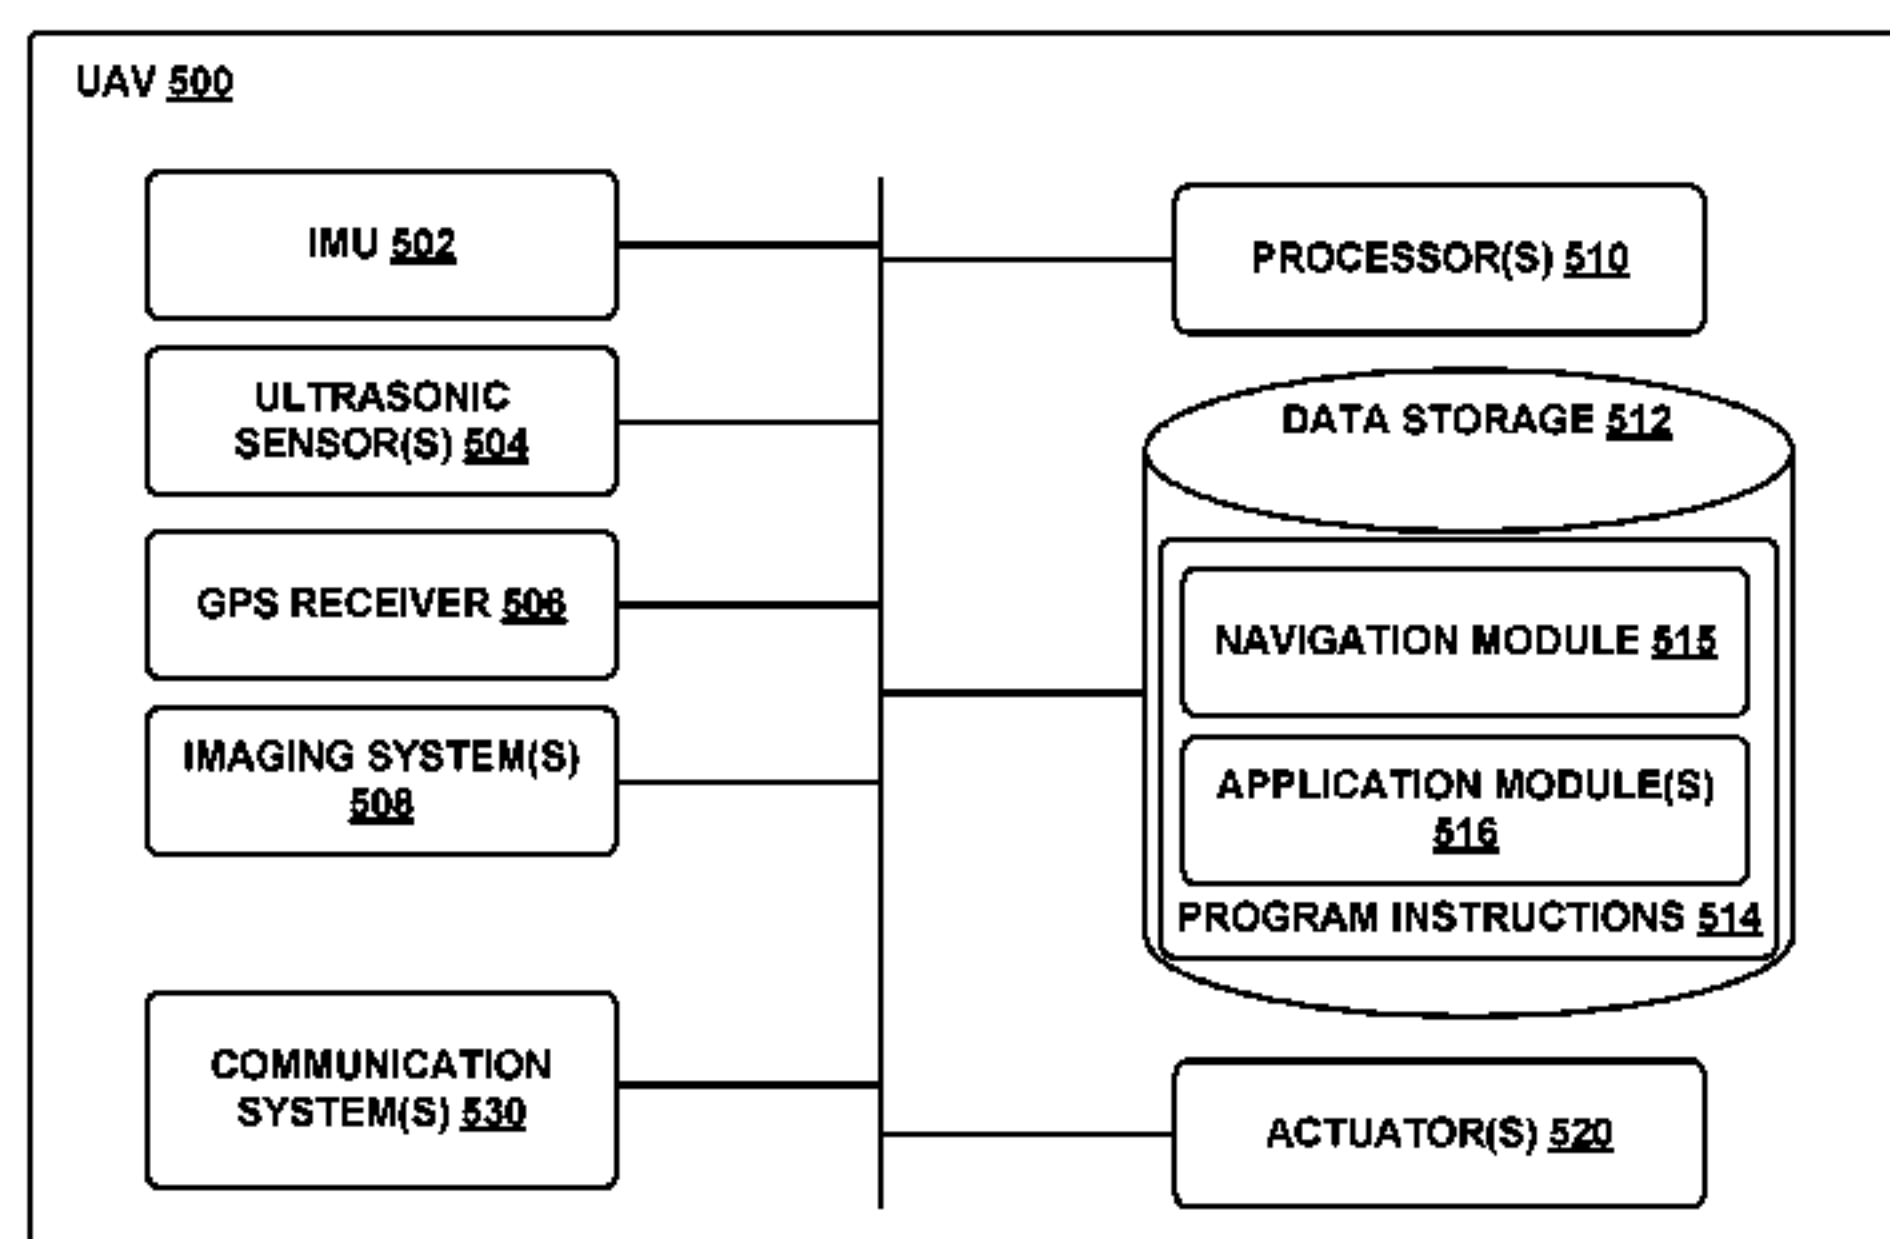 UAV 500
IMU 502
ULTRASONIC
SENSOR(S) 504
GPS RECEIVER 506
IMAGING SYSTEM(S)
508
COMMUNICATION
SYSTEM(S) 530
PROCESSOR(S) 510
DATA STORAGE 512
NAVIGATION MODULE 515
APPLICATION MODULE(S)
516
PROGRAM INSTRUCTIONS 514
ACTUATOR(S) 520